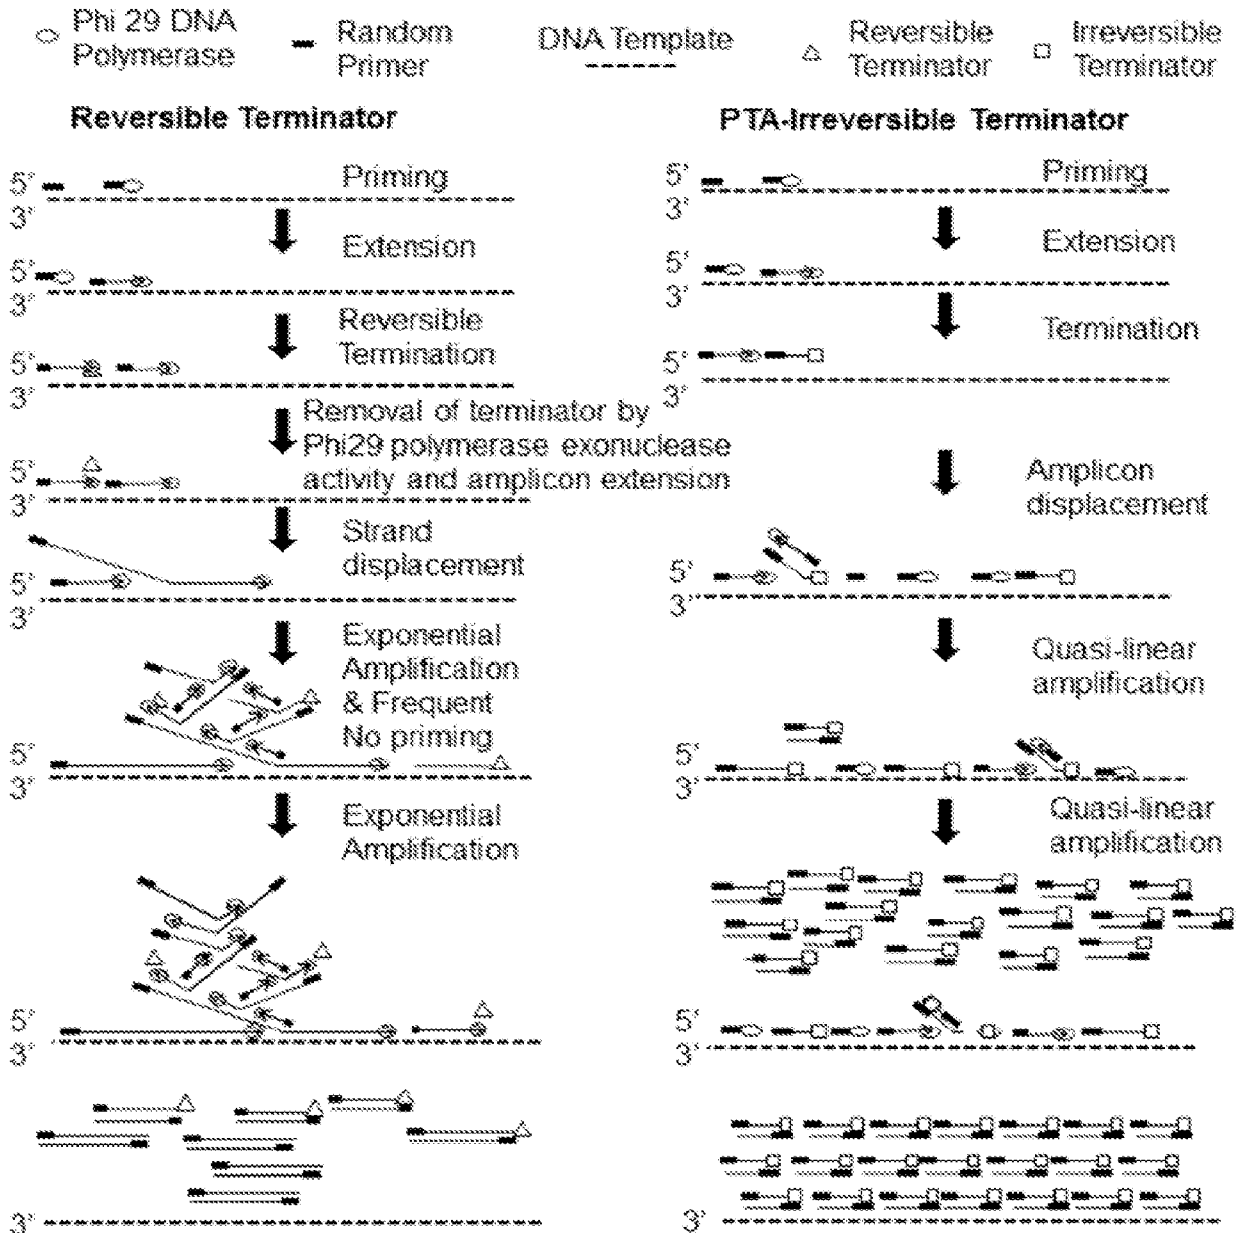 Phi 29 DNA
Polymerase
Random
Primer
DNA Template
Reversible
Terminator
Irreversible
Terminator
Reversible Terminator
5'
3'
Priming
Extension
5'
3'
Reversible
Termination
5'
3'
Removal of terminator by
Phi29 polymerase exonuclease
activity and amplicon extension
5'
3'
Strand
displacement
5'
3'
Exponential
Amplification
& Frequent
No priming
5'
3'
Exponential
Amplification
5'
3'
3'
PTA-Irreversible Terminator
5'
3'
Priming
Extension
5'
3'
Termination
5'
3'
Amplicon
displacement
5'
3'
Quasi-linear
amplification
5'
3'
Quasi-linear
amplification
5'
3'
3'